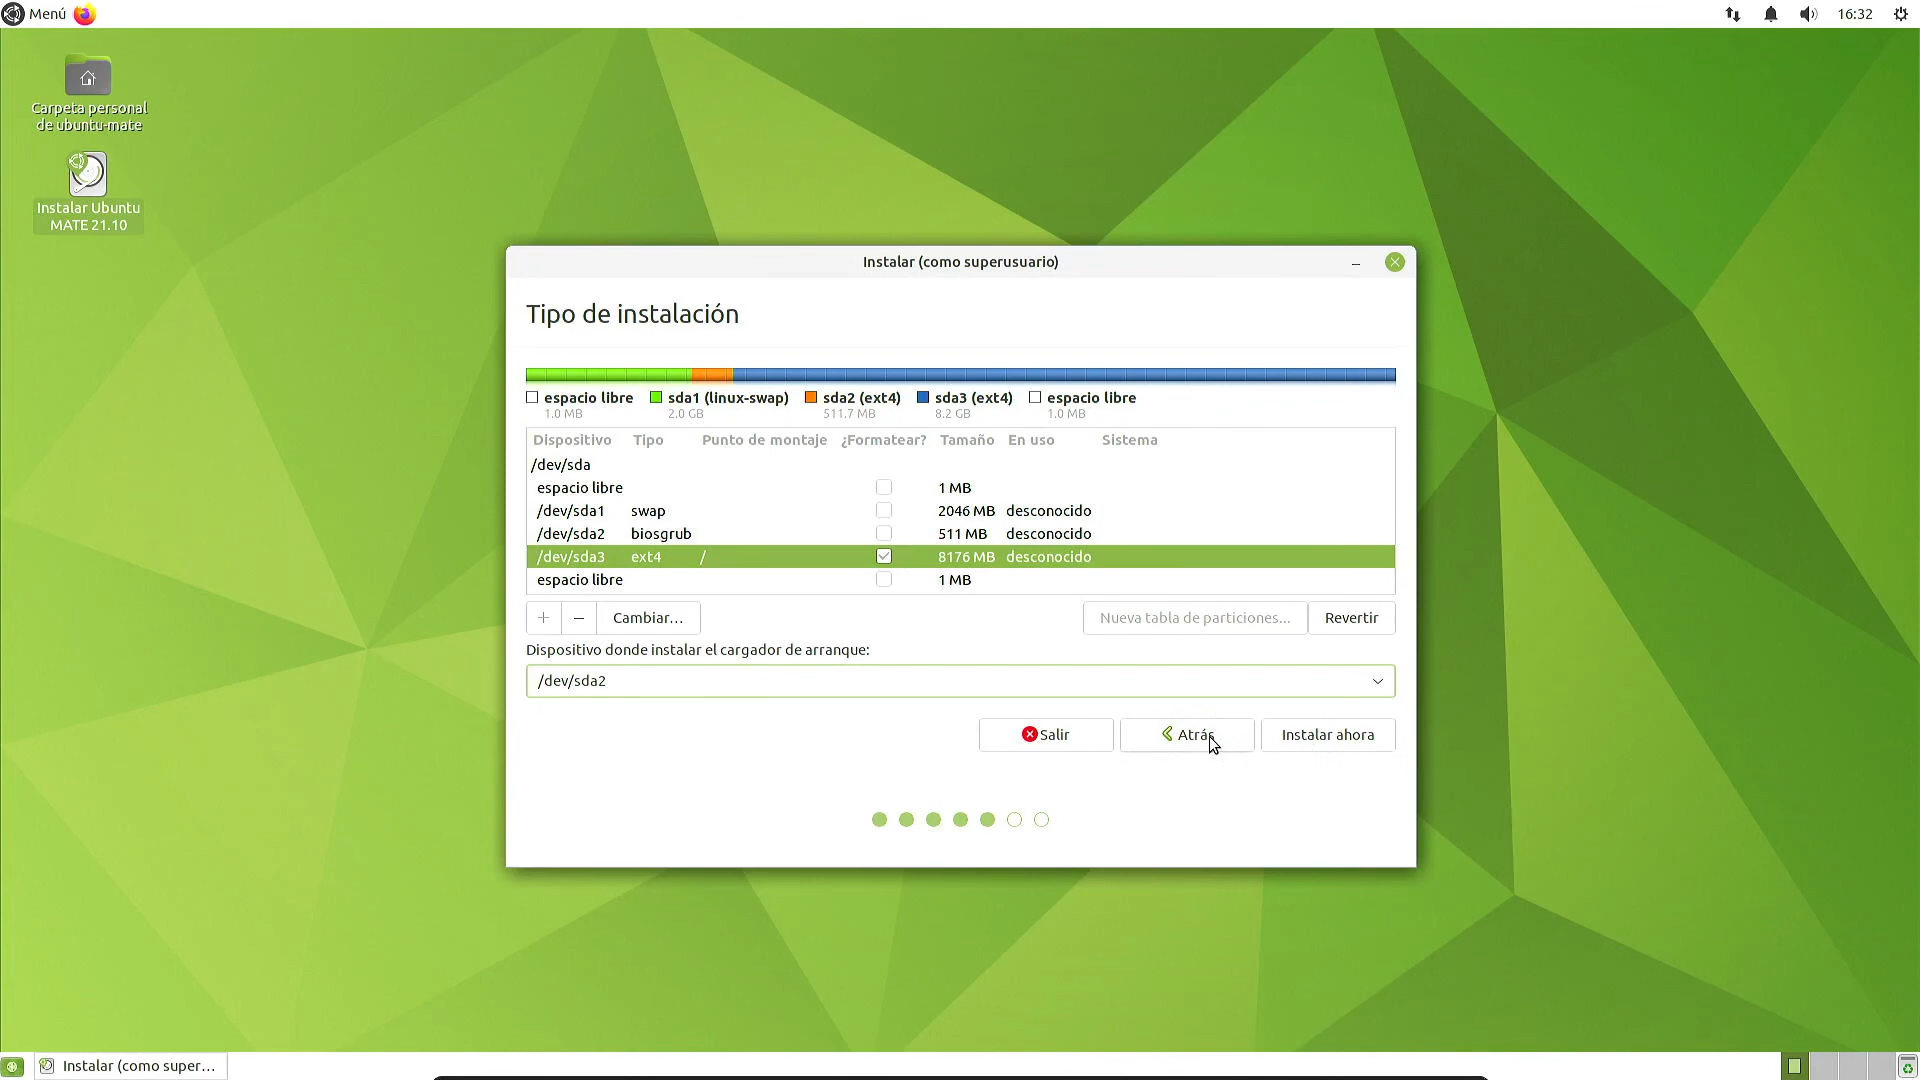 Menú
16:32
Carpeta personal
de ubuntu-mate
Instalar Ubuntu
MATE 21.10
Instalar (como superusuario)
Tipo de instalación
espacio libre sda1 (linux-swap) sda2 (ext4) sda3 (ext4) espacio libre
1.0 MB 2.0 GB 511.7 MB 8.2 GB 1.0 MB
Dispositivo Tipo Punto de montaje ¿Formatear? Tamaño En uso Sistema
/dev/sda
espacio libre 1 MB
/dev/sda1 swap 2046 MB desconocido
/dev/sda2 biosgrub 511 MB desconocido
/dev/sda3 ext4 / 8176 MB desconocido
espacio libre 1 MB
+ − Cambiar... Nueva tabla de particiones... Revertir
Dispositivo donde instalar el cargador de arranque:
/dev/sda2
Salir Atrás Instalar ahora
Instalar (como super...